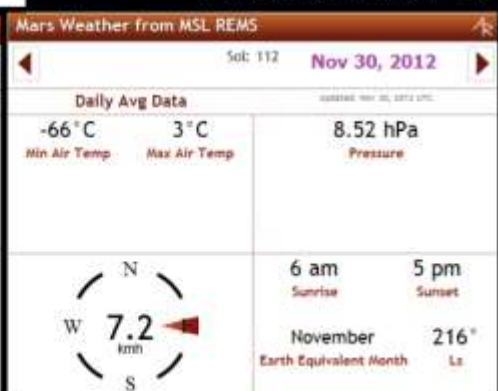 Mars Weather from MSL REMS
Sol: 112
Nov 30, 2012
Daily Avg Data
-66°C 3°C
Min Air Temp Max Air Temp
8.52 hPa
Pressure
N
W 7.2
kmh
S
6 am 5 pm
Sunrise Sunset
November 216°
Earth Equivalent Month Ls